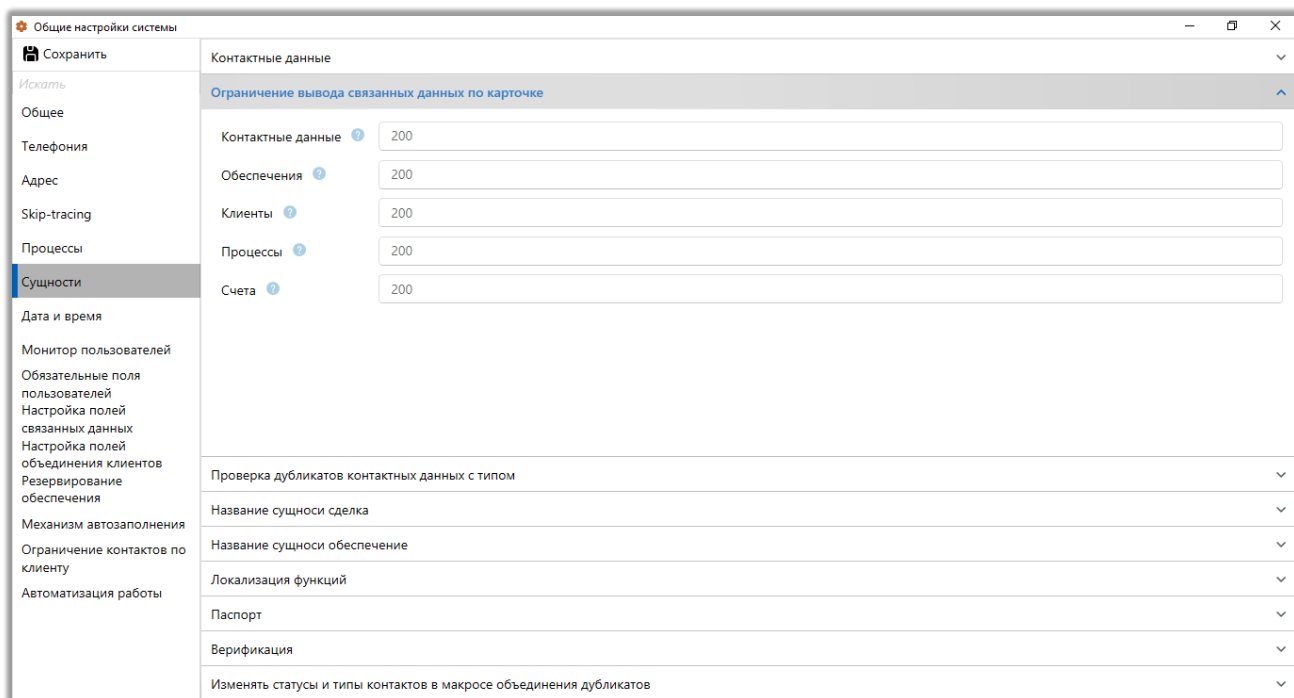 Общие настройки системы
Сохранить
Искать
Общее
Телефония
Адрес
Skip-tracing
Процессы
Сущности
Дата и время
Монитор пользователей
Обязательные поля
пользователей
Настройка полей
связанных данных
Настройка полей
объединения клиентов
Резервирование
обеспечения
Механизм автозаполнения
Ограничение контактов по
клиенту
Автоматизация работы
Контактные данные
Ограничение вывода связанных данных по карточке
Контактные данные ? 200
Обеспечения ? 200
Клиенты ? 200
Процессы ? 200
Счета ? 200
Проверка дубликатов контактных данных с типом
Название сущноси сделка
Название сущноси обеспечение
Локализация функций
Паспорт
Верификация
Изменять статусы и типы контактов в макросе объединения дубликатов